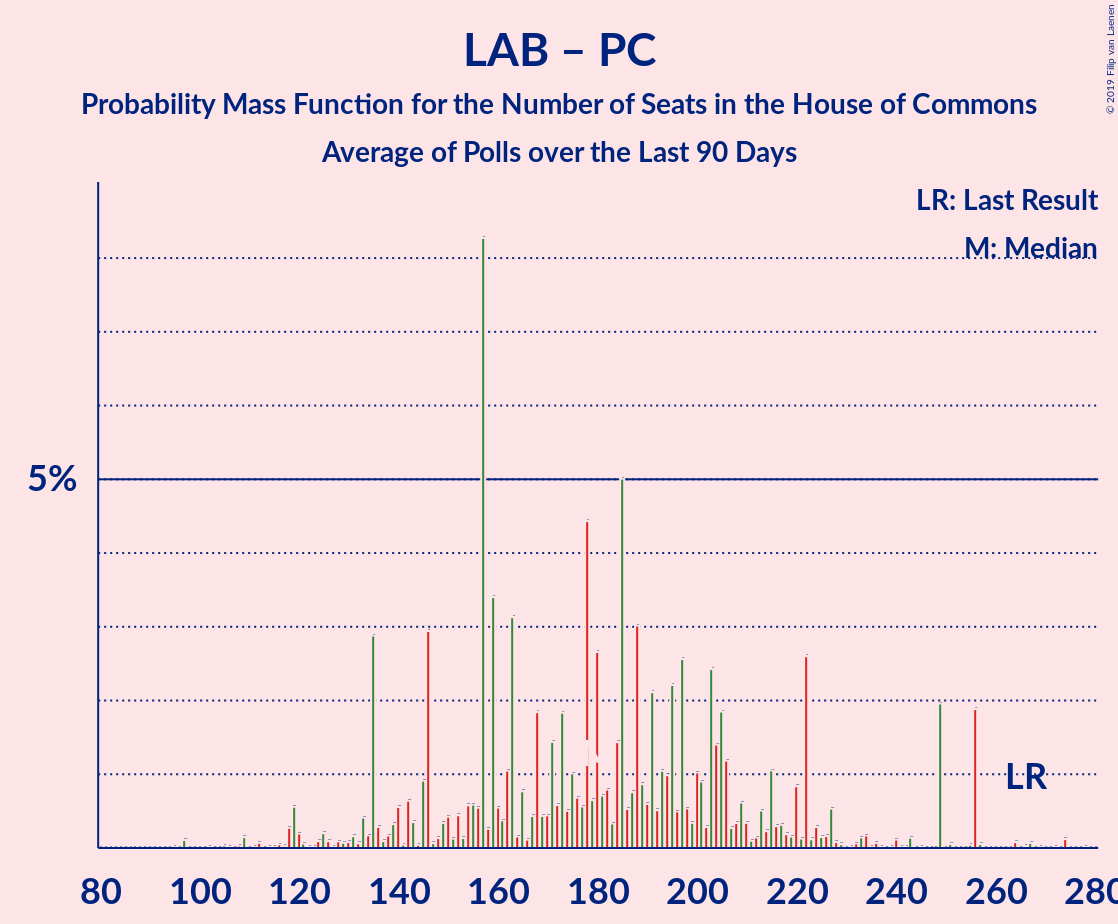 LAB – PC
Probability Mass Function for the Number of Seats in the House of Commons
Average of Polls over the Last 90 Days
© 2019 Filip van Laenen
LR: Last Result
M: Median
5%
LR
80 100 120 140 160 180 200 220 240 260 280